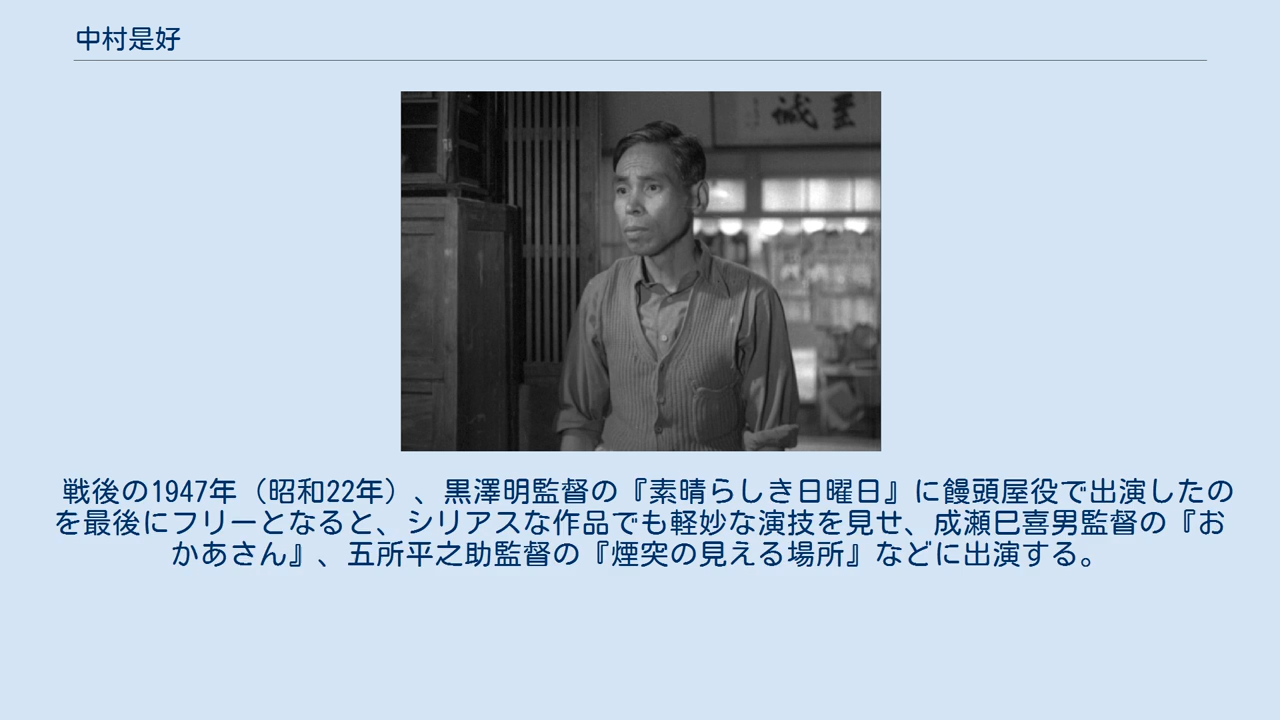 中村是好
至誠
戦後の1947年（昭和22年）、黒澤明監督の『素晴らしき日曜日』に饅頭屋役で出演したの
を最後にフリーとなると、シリアスな作品でも軽妙な演技を見せ、成瀬巳喜男監督の『お
かあさん』、五所平之助監督の『煙突の見える場所』などに出演する。